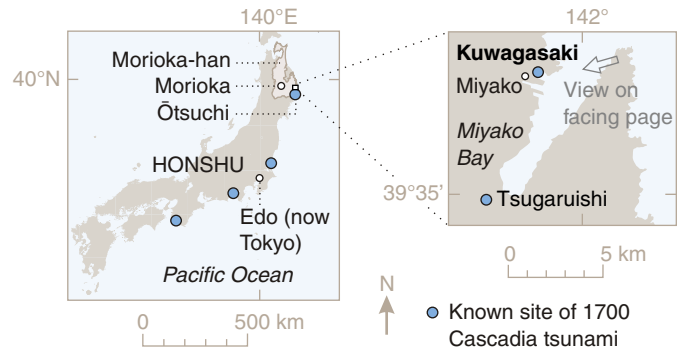 140°E
40°N
Morioka-han
Morioka
Ōtsuchi
HONSHU
Edo (now
Tokyo)
Pacific Ocean
0 500 km
142°
Kuwagasaki
Miyako
View on
facing page
Miyako
Bay
39°35'
Tsugaruishi
0 5 km
N
Known site of 1700
Cascadia tsunami